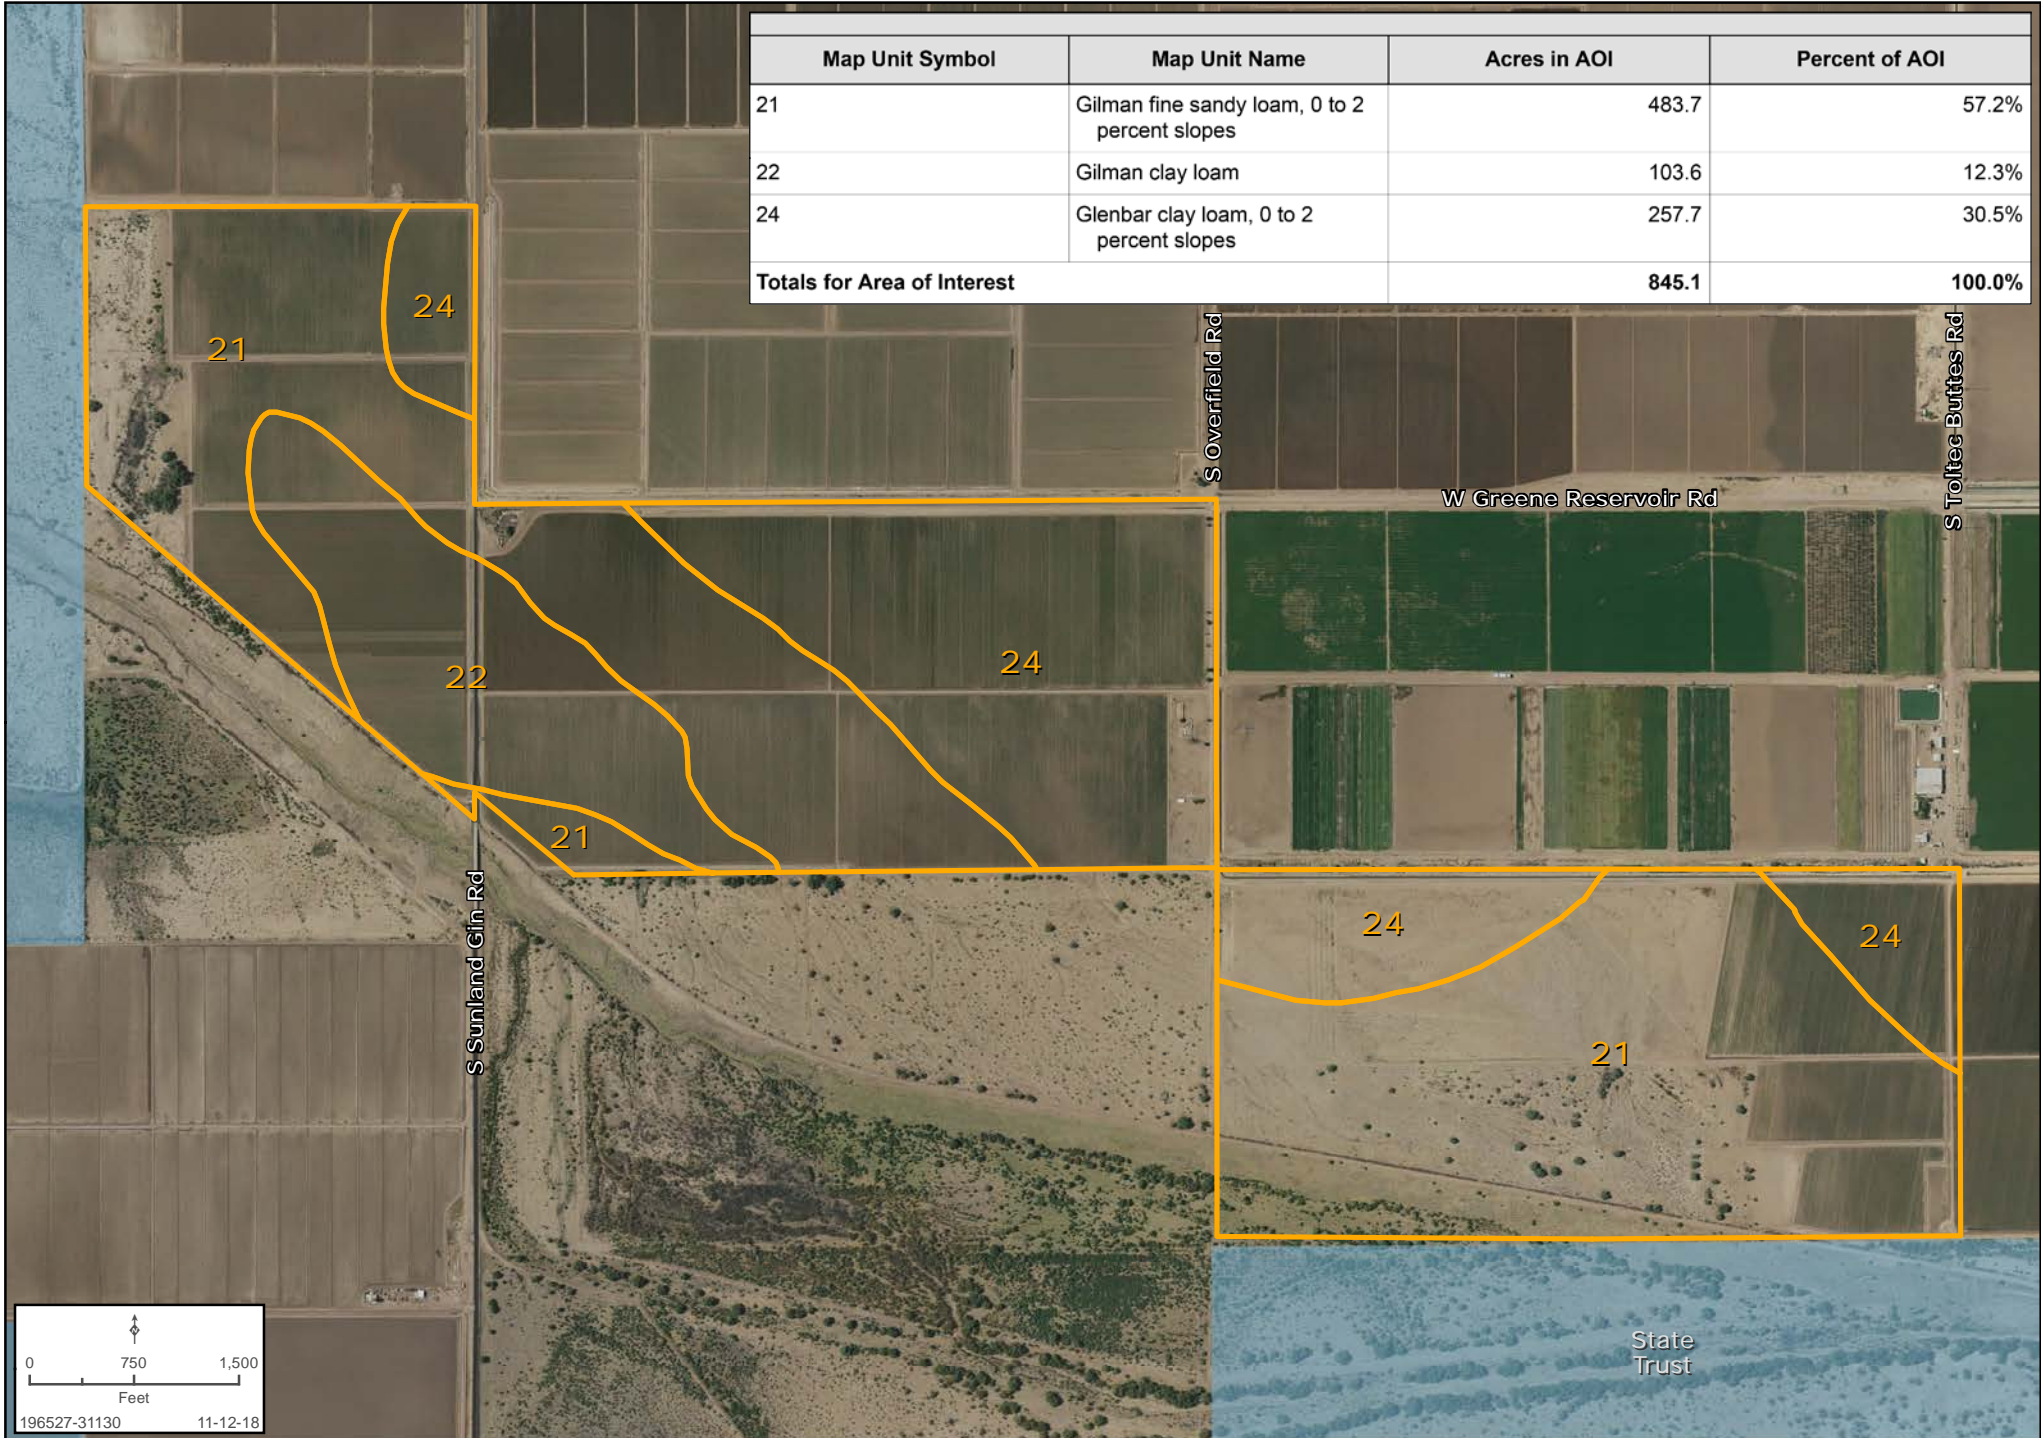 Map Unit Symbol Map Unit Name Acres in AOI Percent of AOI
21 Gilman fine sandy loam, 0 to 2 483.7 57.2%
percent slopes
22 Gilman clay loam 103.6 12.3%
24 Glenbar clay loam, 0 to 2 257.7 30.5%
percent slopes
Totals for Area of Interest 845.1 100.0%
24
21
S Overfield Rd
S Toltec Buttes Rd
W Greene Reservoir Rd
22
24
21
S Sunland Gin Rd
24
24
21
State
Trust
0 750 1,500
Feet
196527-31130 11-12-18